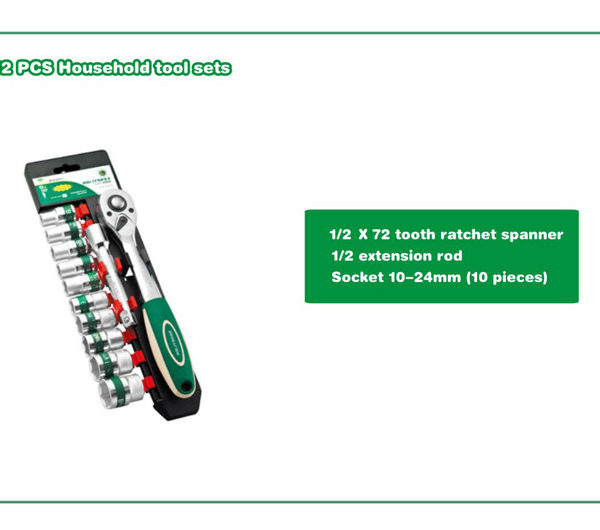 2 PCS Household tool sets
1/2 X 72 tooth ratchet spanner
1/2 extension rod
Socket 10-24mm (10 pieces)